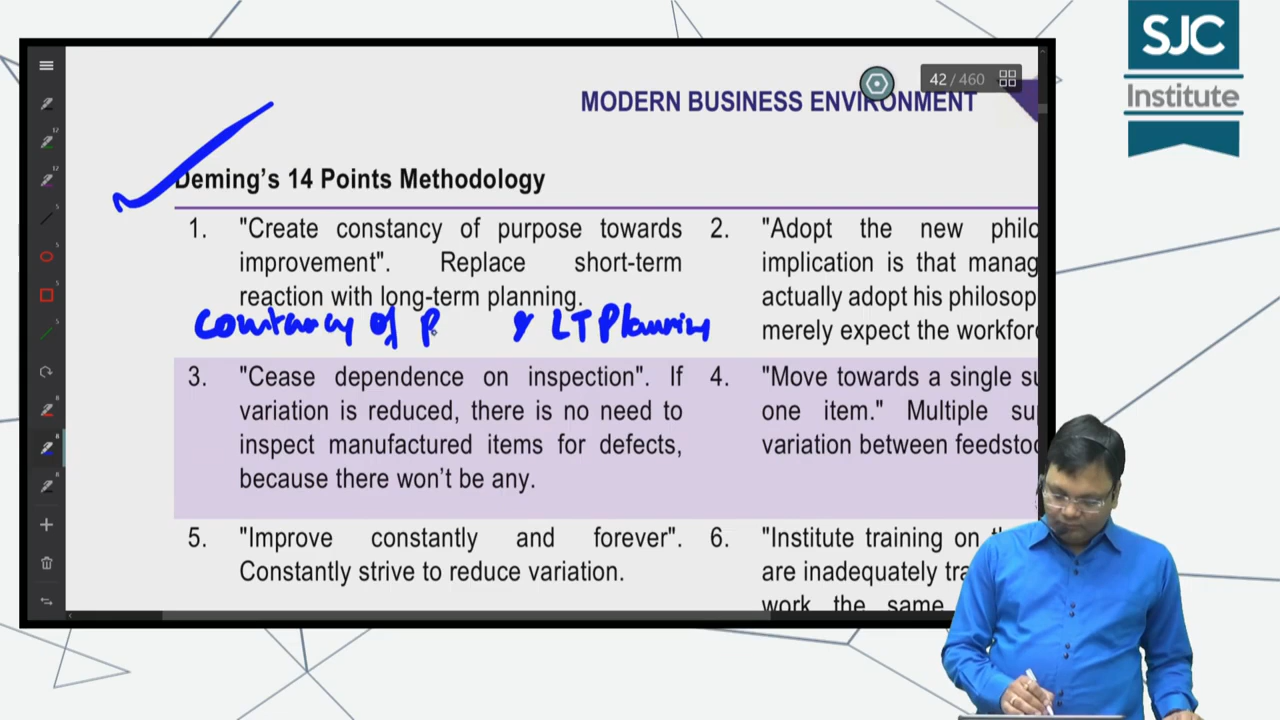 SJC
Institute
42 / 460
MODERN BUSINESS ENVIRONMENT
Deming's 14 Points Methodology
1. "Create constancy of purpose towards
improvement". Replace short-term
reaction with long-term planning.
Constancy of P & LT Planning
2. "Adopt the new philo
implication is that manag
actually adopt his philosop
merely expect the workfor
3. "Cease dependence on inspection". If
variation is reduced, there is no need to
inspect manufactured items for defects,
because there won't be any.
4. "Move towards a single su
one item." Multiple su
variation between feedstoc
5. "Improve constantly and forever".
Constantly strive to reduce variation.
6. "Institute training on
are inadequately tra
work the same